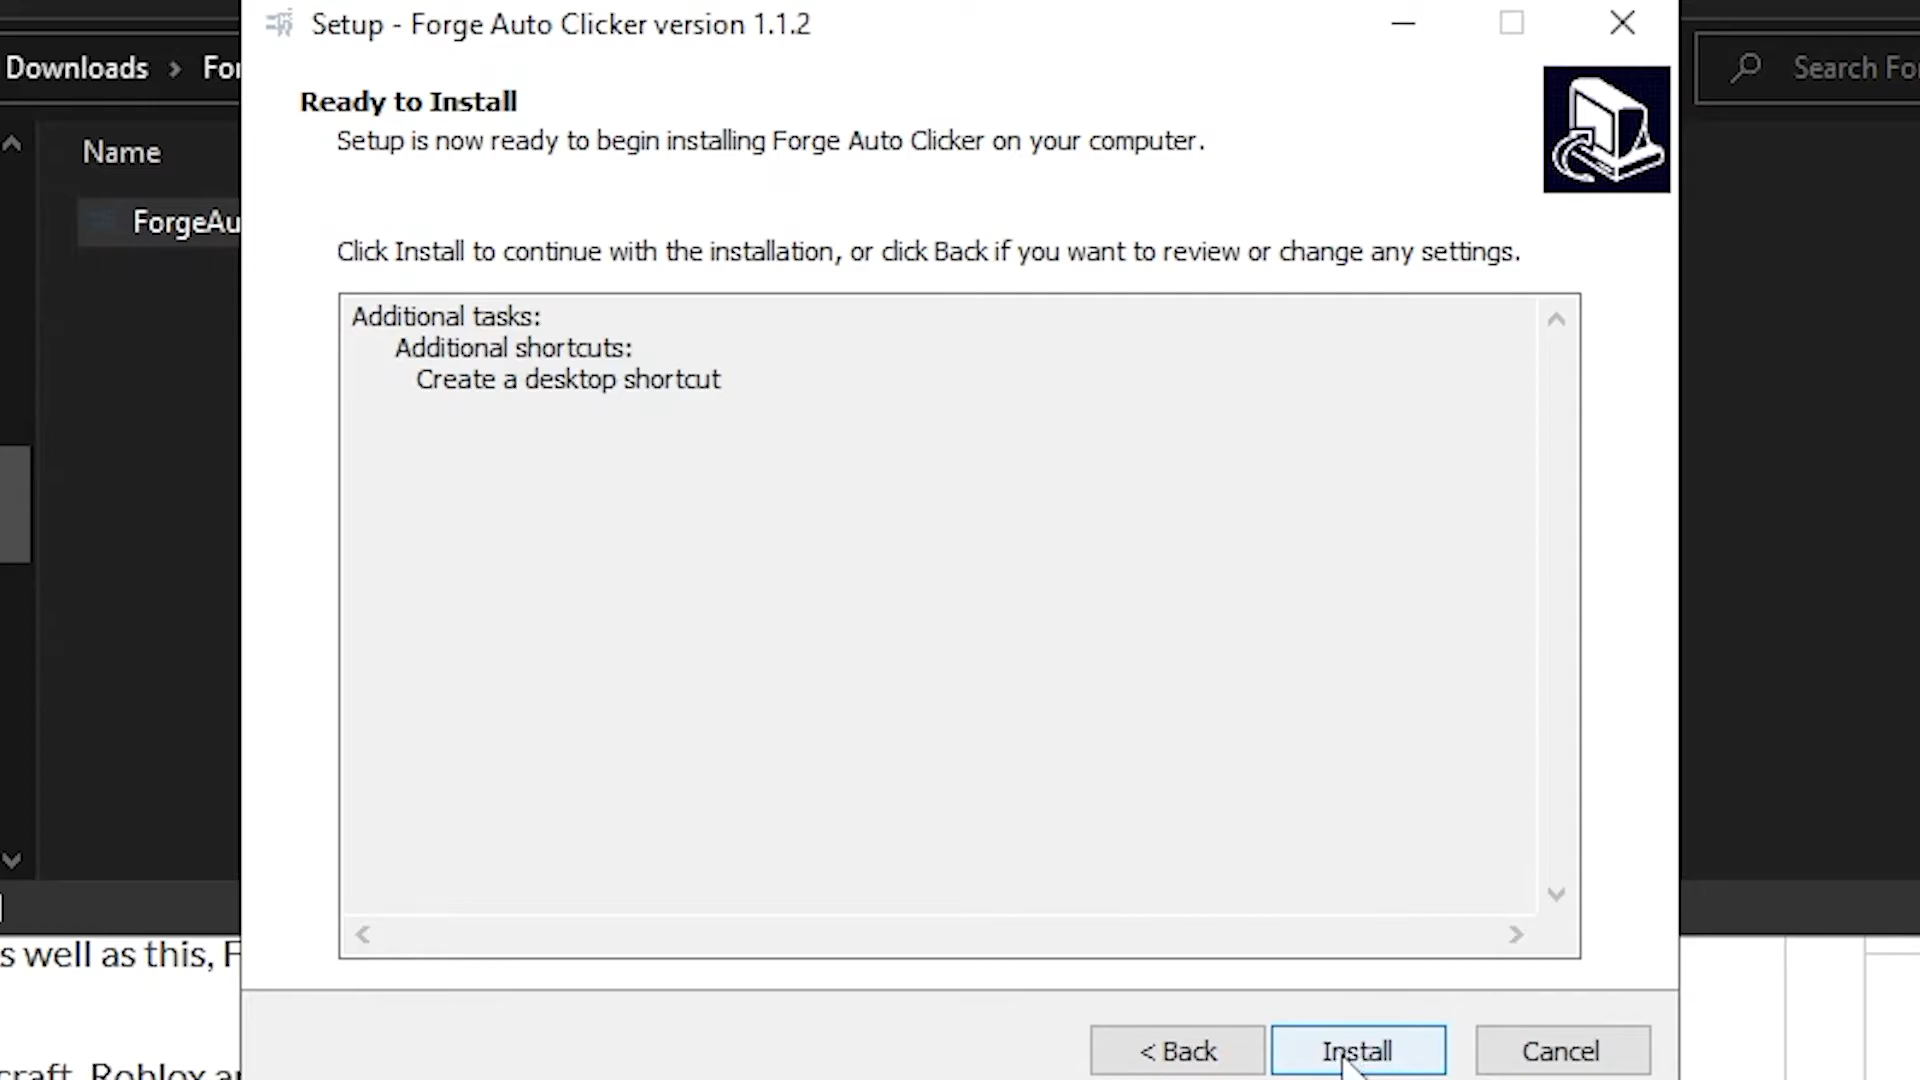 Setup - Forge Auto Clicker version 1.1.2
Downloads > For
Search Fo
Ready to Install
Setup is now ready to begin installing Forge Auto Clicker on your computer.
Name
ForgeAu
Click Install to continue with the installation, or click Back if you want to review or change any settings.
Additional tasks:
Additional shortcuts:
Create a desktop shortcut
s well as this, F
< Back
Install
Cancel
craft, Roblox a